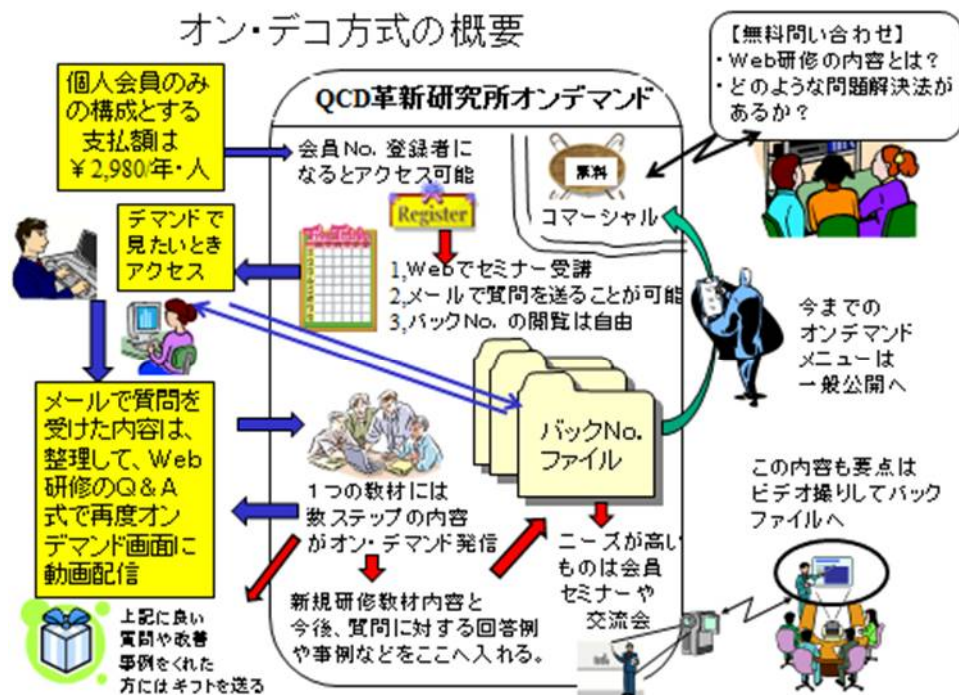 オン・デコ方式の概要
個人会員のみ
の構成とする
支払額は
￥2,980/年・人
QCD革新研究所オンデマンド
会員No. 登録者に
なるとアクセス可能
Register
無料
コマーシャル
【無料問い合わせ】
・Web研修の内容とは？
・どのような問題解決法が
あるか？
デマンドで
見たいとき
アクセス
1,Webでセミナー受講
2,メールで質問を送ることが可能
3,バックNo. の閲覧は自由
今までの
オンデマンド
メニューは
一般公開へ
メールで質問を
受けた内容は、
整理して、Web
研修のQ＆A
式で再度オン
デマンド画面に
動画配信
バックNo.
ファイル
１つの教材には
数ステップの内容
がオン・デマンド発信
この内容も要点は
ビデオ撮りしてバック
ファイルへ
ニーズが高い
ものは会員
セミナーや
交流会
新規研修教材内容と
今後、質問に対する回答例
や事例などをここへ入れる。
上記に良い
質問や改善
事例をくれた
方にはギフトを送る